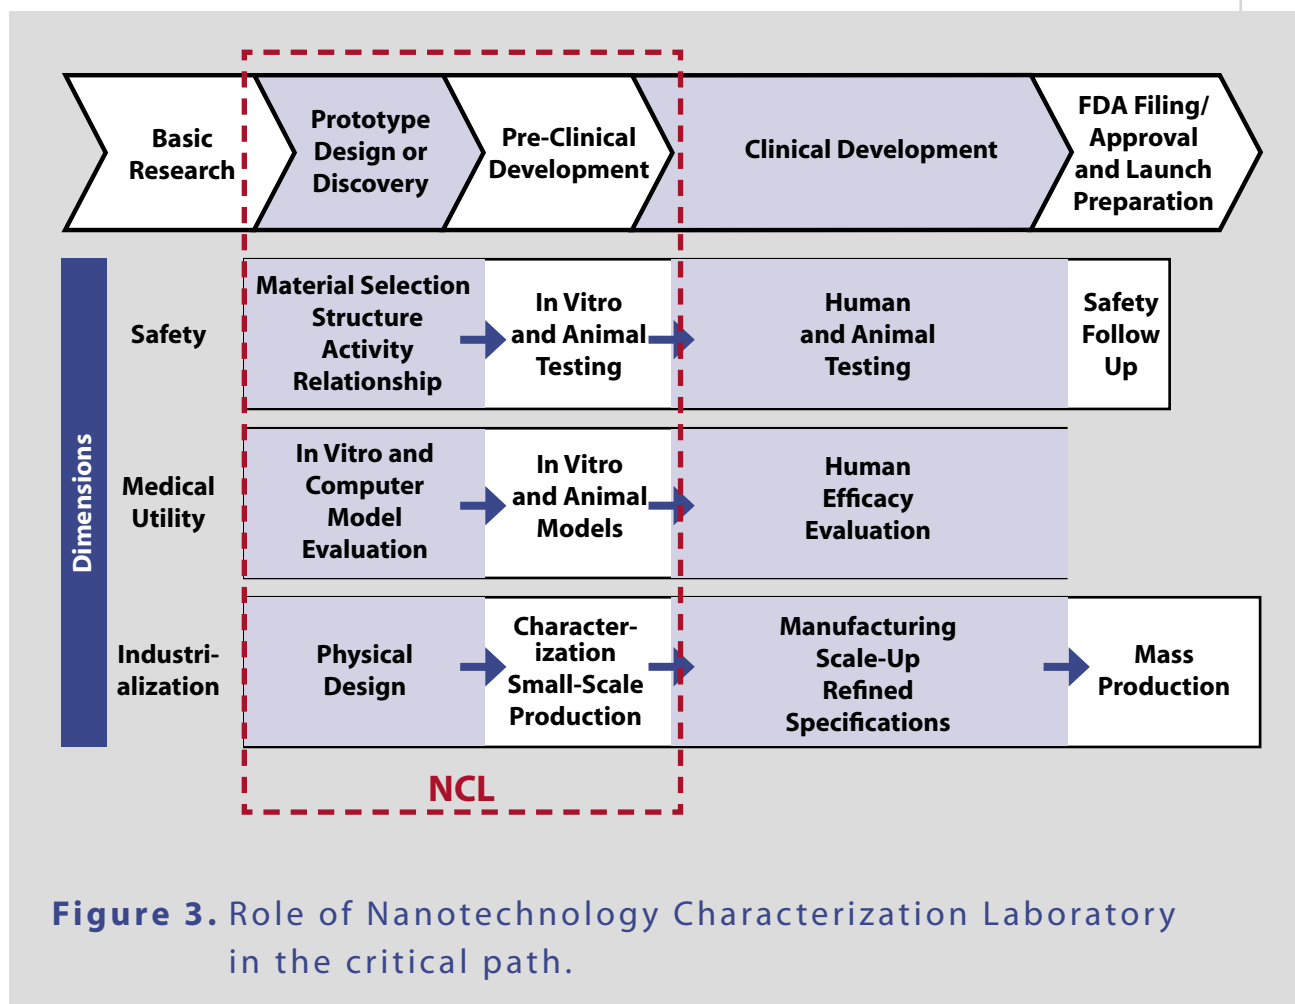 Basic
Research
Prototype
Design or
Discovery
Pre-Clinical
Development
Clinical Development
FDA Filing/
Approval
and Launch
Preparation
Dimensions
Safety
Material Selection
Structure
Activity
Relationship
In Vitro
and Animal
Testing
Human
and Animal
Testing
Safety
Follow
Up
Medical
Utility
In Vitro and
Computer
Model
Evaluation
In Vitro
and Animal
Models
Human
Efficacy
Evaluation
Industri-
alization
Physical
Design
Character-
ization
Small-Scale
Production
Manufacturing
Scale-Up
Refined
Specifications
Mass
Production
NCL
Figure 3. Role of Nanotechnology Characterization Laboratory
in the critical path.